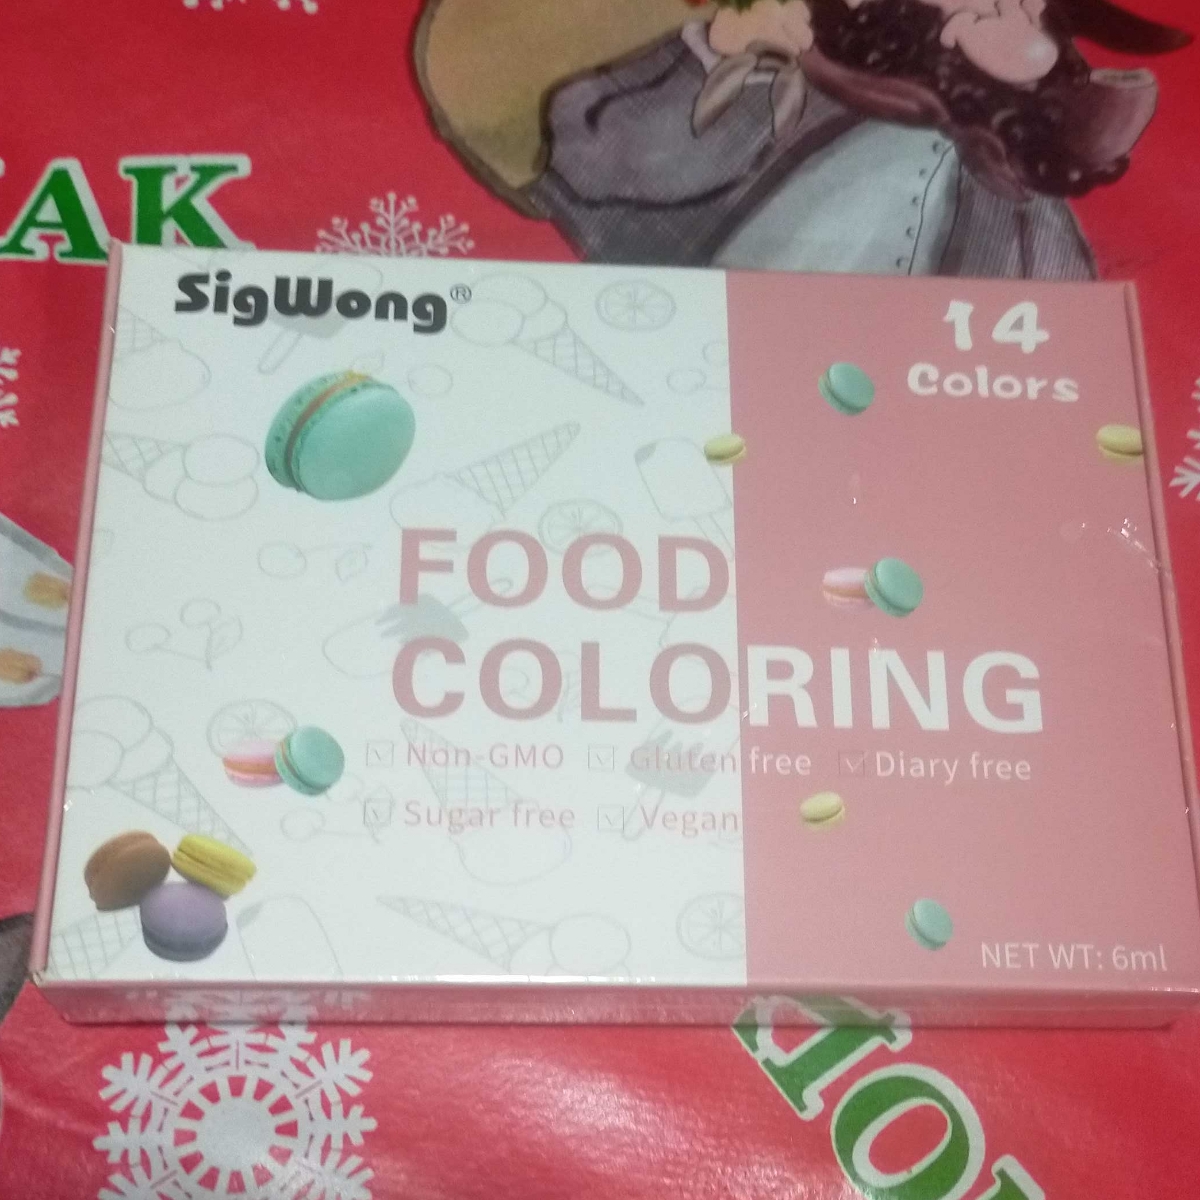 AK
SigWong®
14
Colors
FOOD
COLORING
Non-GMO Gluten free Diary free
Sugar free Vegan
NET WT: 6ml